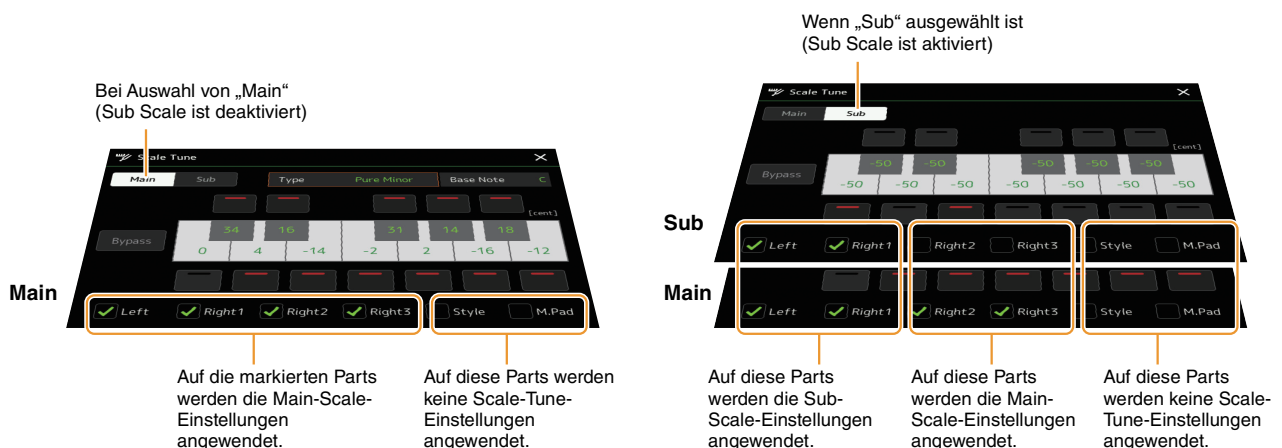 Bei Auswahl von „Main“
(Sub Scale ist deaktiviert)
Scale Tune
Main Sub Type Pure Minor Base Note C
[cent]
34 16 31 14 18
Bypass
0 4 -14 -2 2 -16 -12
Main
Left Right1 Right2 Right3 Style M.Pad
Auf die markierten Parts
werden die Main-Scale-
Einstellungen
angewendet.
Auf diese Parts werden
keine Scale-Tune-
Einstellungen
angewendet.
Wenn „Sub“ ausgewählt ist
(Sub Scale ist aktiviert)
Scale Tune
Main Sub
[cent]
-50 -50 -50 -50 -50
Bypass
-50 -50 -50 -50 -50 -50 -50
Sub
Left Right1 Right2 Right3 Style M.Pad
Main
Left Right1 Right2 Right3 Style M.Pad
Auf diese Parts
werden die Sub-
Scale-Einstellungen
angewendet.
Auf diese Parts
werden die Main-
Scale-Einstellungen
angewendet.
Auf diese Parts
werden keine Scale-
Tune-Einstellungen
angewendet.